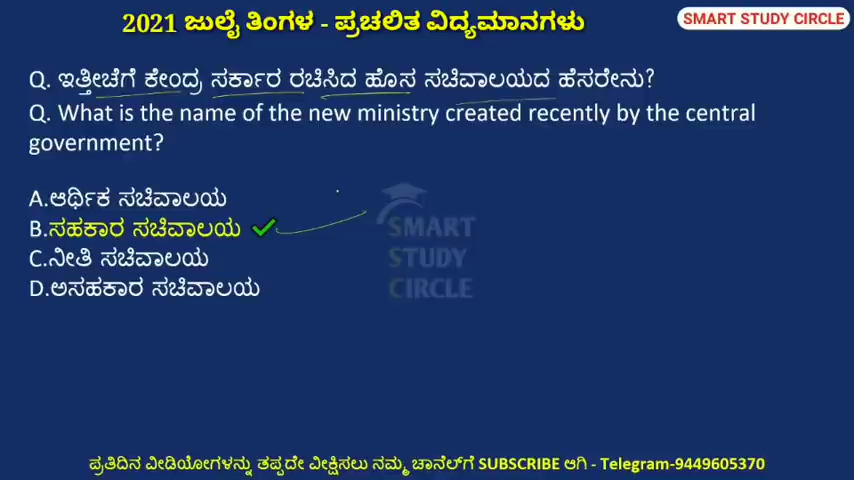 2021 ಜುಲೈ ತಿಂಗಳ - ಪ್ರಚಲಿತ ವಿದ್ಯಮಾನಗಳು
SMART STUDY CIRCLE
Q. ಇತ್ತೀಚೆಗೆ ಕೇಂದ್ರ ಸರ್ಕಾರ ರಚಿಸಿದ ಹೊಸ ಸಚಿವಾಲಯದ ಹೆಸರೇನು?
Q. What is the name of the new ministry created recently by the central
government?
A.ಆರ್ಥಿಕ ಸಚಿವಾಲಯ
B.ಸಹಕಾರ ಸಚಿವಾಲಯ
C.ನೀತಿ ಸಚಿವಾಲಯ
D.ಅಸಹಕಾರ ಸಚಿವಾಲಯ
SMART
STUDY
CIRCLE
ಪ್ರತಿದಿನ ವೀಡಿಯೋಗಳನ್ನು ತಪ್ಪದೇ ವೀಕ್ಷಿಸಲು ನಮ್ಮ ಚಾನೆಲ್‌ಗೆ SUBSCRIBE ಆಗಿ - Telegram-9449605370